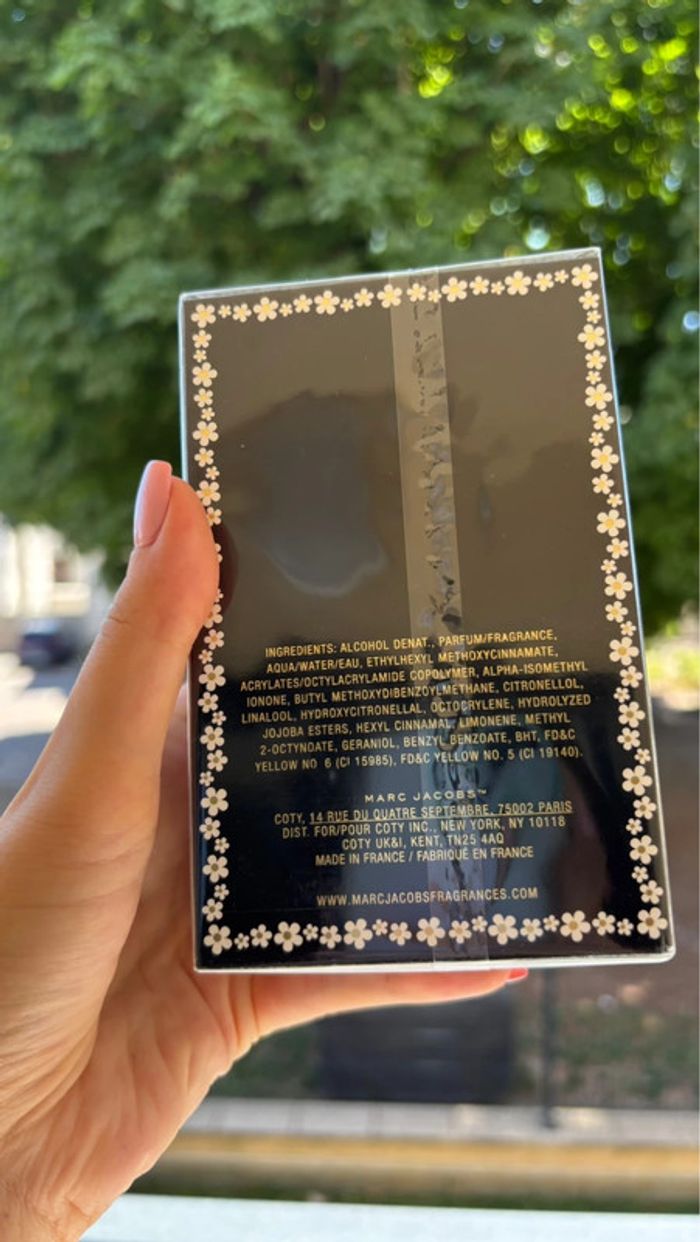 INGREDIENTS: ALCOHOL DENAT., PARFUM/FRAGRANCE,
AQUA/WATER/EAU, ETHYLHEXYL METHOXYCINNAMATE,
ACRYLATES/OCTYLACRYLAMIDE COPOLYMER, ALPHA-ISOMETHYL
IONONE, BUTYL METHOXYDIBENZOYLMETHANE, CITRONELLOL,
LINALOOL, HYDROXYCITRONELLAL, OCTOCRYLENE, HYDROLYZED
JOJOBA ESTERS, HEXYL CINNAMAL, LIMONENE, METHYL
2-OCTYNOATE, GERANIOL, BENZYL BENZOATE, BHT, FD&C
YELLOW NO. 6 (CI 15985), FD&C YELLOW NO. 5 (CI 19140).
MARC JACOBS™
COTY, 14 RUE DU QUATRE SEPTEMBRE, 75002 PARIS
DIST. FOR/POUR COTY INC., NEW YORK, NY 10118
COTY UK&I, KENT, TN25 4AQ
MADE IN FRANCE / FABRIQUÉ EN FRANCE
WWW.MARCJACOBSFRAGRANCES.COM